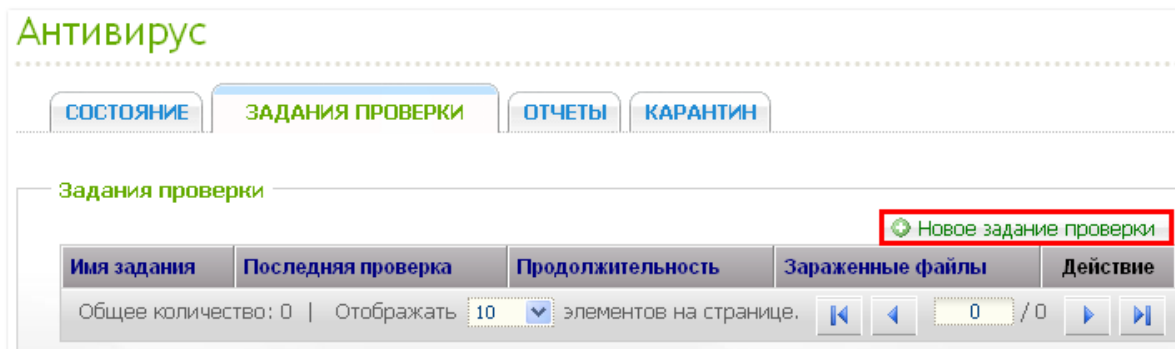 Антивирус
СОСТОЯНИЕ ЗАДАНИЯ ПРОВЕРКИ ОТЧЕТЫ КАРАНТИН
Задания проверки
Новое задание проверки
Имя задания Последняя проверка Продолжительность Зараженные файлы Действие
Общее количество: 0 | Отображать 10 элементов на странице. 0 / 0